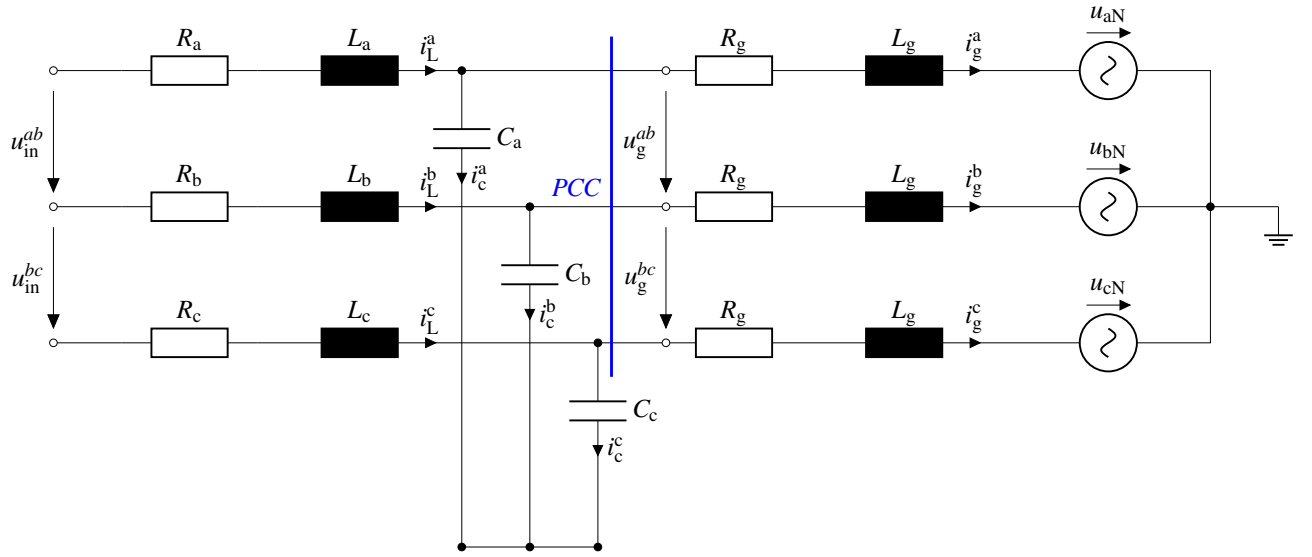 u_aN
R_a L_a i_L^a R_g L_g i_g^a
u_in^ab C_a u_g^ab
u_bN
R_b L_b i_L^b i_c^a PCC R_g L_g i_g^b
u_in^bc C_b u_g^bc
u_cN
R_c L_c i_L^c i_c^b R_g L_g i_g^c
C_c
i_c^c